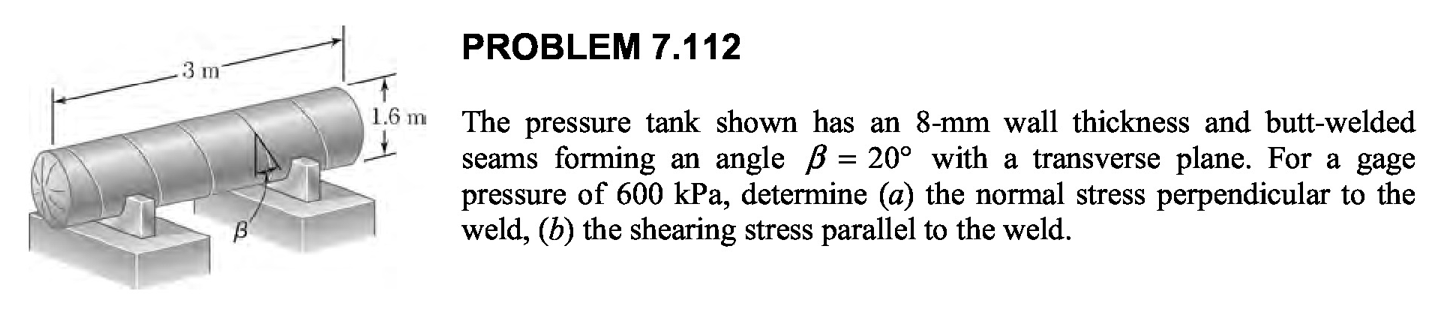 PROBLEM 7.112
3 m
1.6 m
The pressure tank shown has an 8-mm wall thickness and butt-welded
seams forming an angle β = 20° with a transverse plane. For a gage
pressure of 600 kPa, determine (a) the normal stress perpendicular to the
weld, (b) the shearing stress parallel to the weld.
β